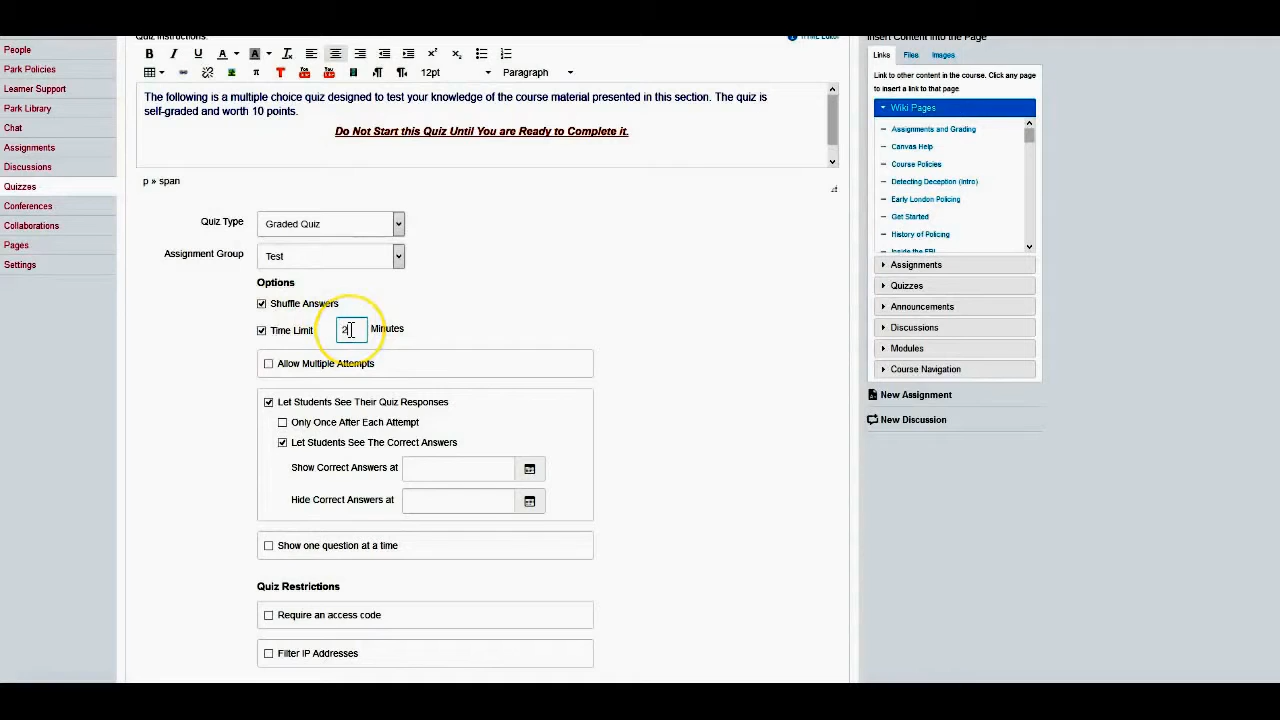 People
Park Policies
Learner Support
Park Library
Chat
Assignments
Discussions
Quizzes
Conferences
Collaborations
Pages
Settings
Quiz Instructions:
HTML Editor
B I U A A
12pt Paragraph
The following is a multiple choice quiz designed to test your knowledge of the course material presented in this section. The quiz is
self-graded and worth 10 points.
Do Not Start this Quiz Until You are Ready to Complete it.
p » span
Quiz Type Graded Quiz
Assignment Group Test
Options
Shuffle Answers
Time Limit 2 Minutes
Allow Multiple Attempts
Let Students See Their Quiz Responses
Only Once After Each Attempt
Let Students See The Correct Answers
Show Correct Answers at
Hide Correct Answers at
Show one question at a time
Quiz Restrictions
Require an access code
Filter IP Addresses
Insert Content into the Page
Links Files Images
Link to other content in the course. Click any page
to insert a link to that page.
Wiki Pages
Assignments and Grading
Canvas Help
Course Policies
Detecting Deception (Intro)
Early London Policing
Get Started
History of Policing
Inside the FBI
Assignments
Quizzes
Announcements
Discussions
Modules
Course Navigation
New Assignment
New Discussion